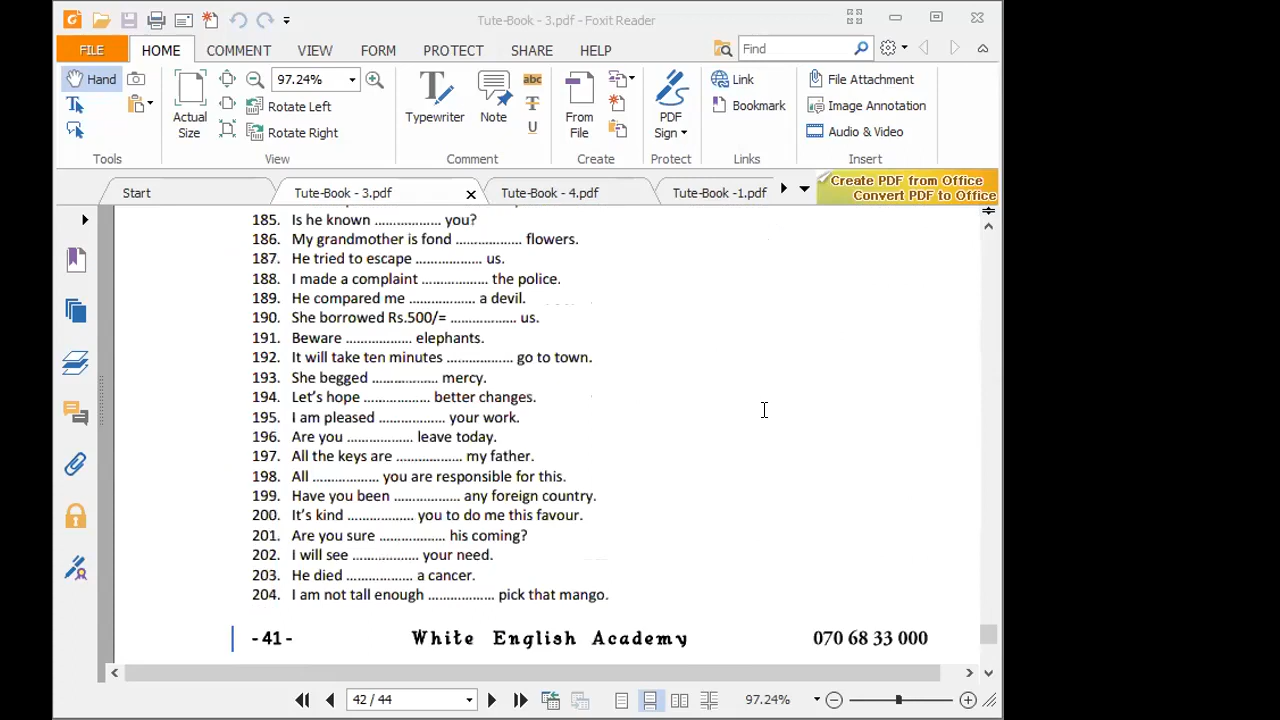 Tute-Book - 3.pdf - Foxit Reader
FILE HOME COMMENT VIEW FORM PROTECT SHARE HELP Find
Hand 97.24% abc Link File Attachment
Actual Size Rotate Left Typewriter Note From File PDF Sign Bookmark Image Annotation
Rotate Right Audio & Video
Tools View Comment Create Protect Links Insert
Start Tute-Book - 3.pdf Tute-Book - 4.pdf Tute-Book -1.pdf Create PDF from Office
Convert PDF to Office
185. Is he known .................. you?
186. My grandmother is fond .................. flowers.
187. He tried to escape .................. us.
188. I made a complaint .................. the police.
189. He compared me .................. a devil.
190. She borrowed Rs.500/= .................. us.
191. Beware .................. elephants.
192. It will take ten minutes .................. go to town.
193. She begged .................. mercy.
194. Let's hope .................. better changes.
195. I am pleased .................. your work.
196. Are you .................. leave today.
197. All the keys are .................. my father.
198. All .................. you are responsible for this.
199. Have you been .................. any foreign country.
200. It's kind .................. you to do me this favour.
201. Are you sure .................. his coming?
202. I will see .................. your need.
203. He died .................. a cancer.
204. I am not tall enough .................. pick that mango.
- 41 - White English Academy 070 68 33 000
42 / 44 97.24%